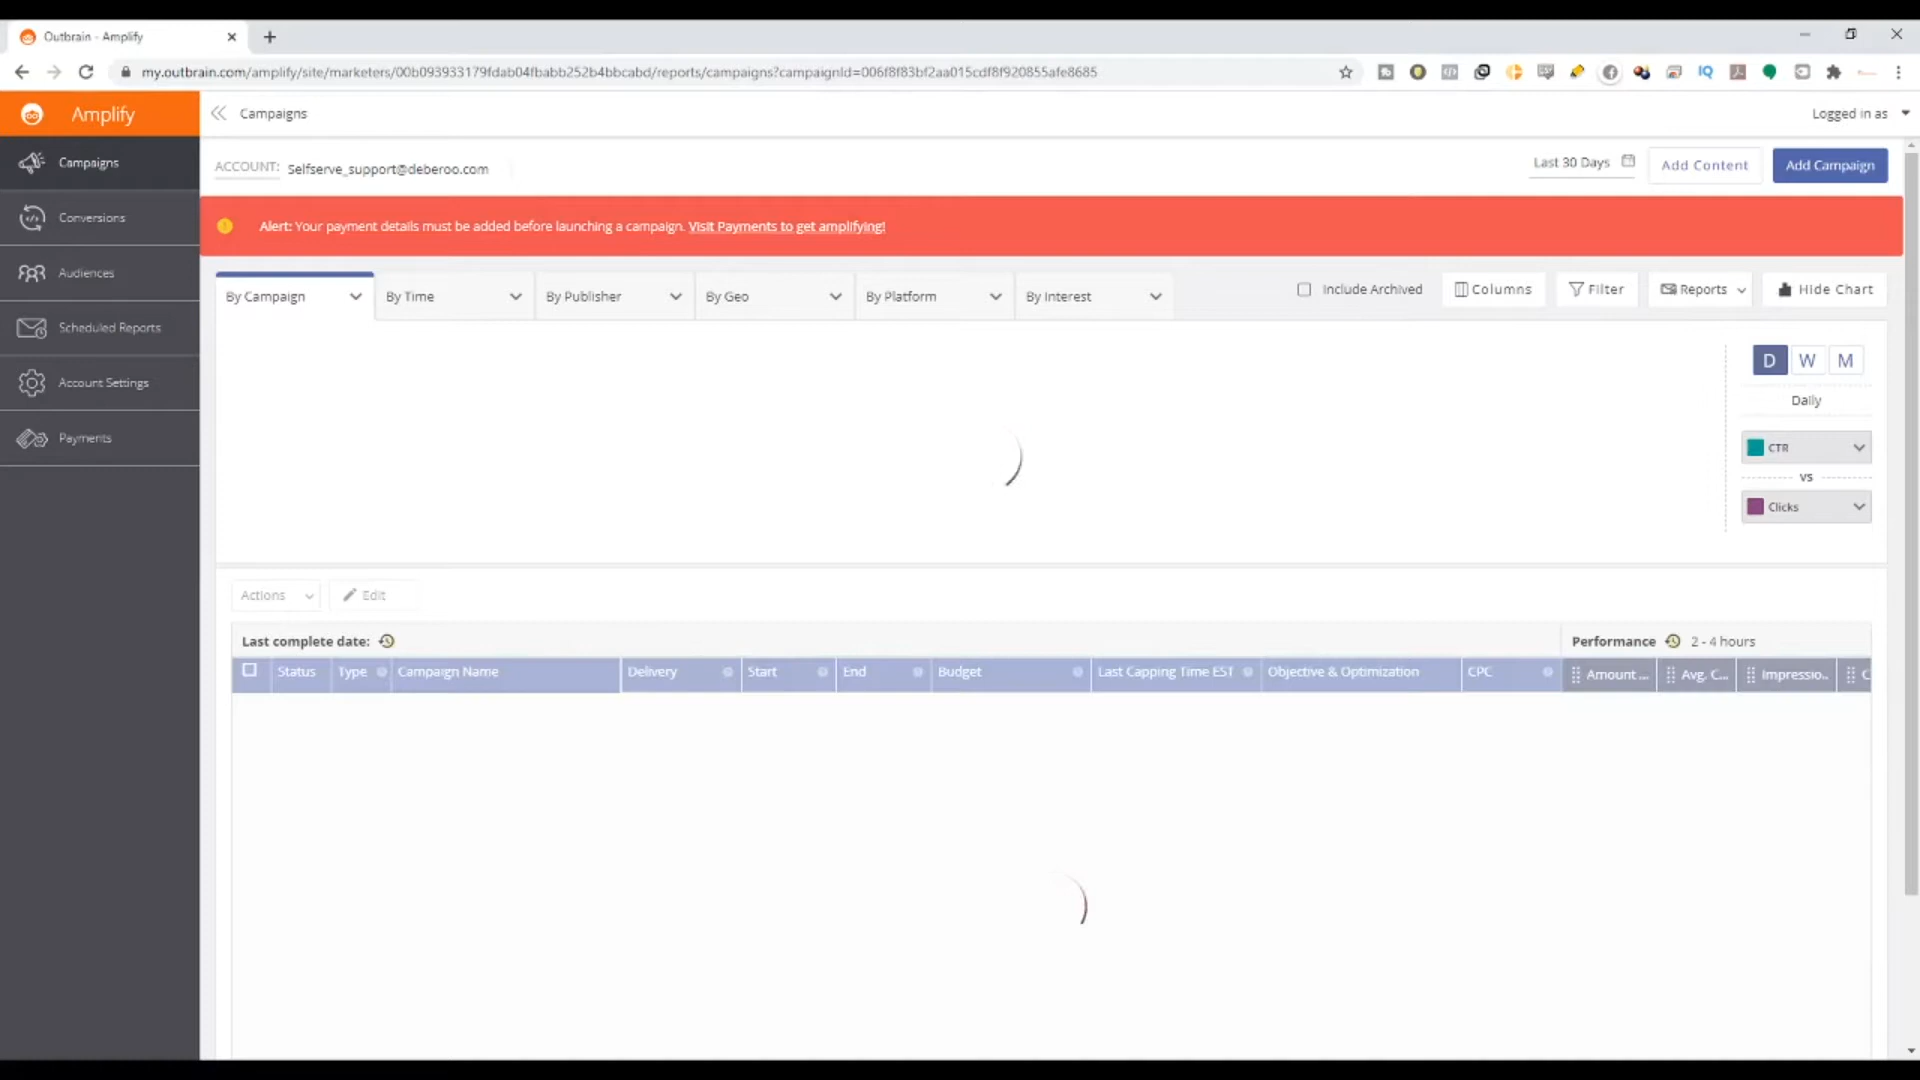 Outbrain - Amplify
my.outbrain.com/amplify/site/marketers/00b093933179fdab04fbabb252b4bbcabd/reports/campaigns?campaignId=006f8f83bf2aa015cdf8f920855afe8685
IQ
Amplify
Campaigns
Logged in as
Campaigns
Conversions
Audiences
Scheduled Reports
Account Settings
Payments
ACCOUNT: Selfserve_support@deberoo.com
Last 30 Days
Add Content
Add Campaign
Alert: Your payment details must be added before launching a campaign. Visit Payments to get amplifying!
By Campaign
By Time
By Publisher
By Geo
By Platform
By Interest
Include Archived
Columns
Filter
Reports
Hide Chart
D W M
Daily
CTR
vs
Clicks
Actions
Edit
Last complete date:
Performance 2 - 4 hours
Status
Type
Campaign Name
Delivery
Start
End
Budget
Last Capping Time EST
Objective & Optimization
CPC
Amount ...
Avg. C...
Impressio..
C